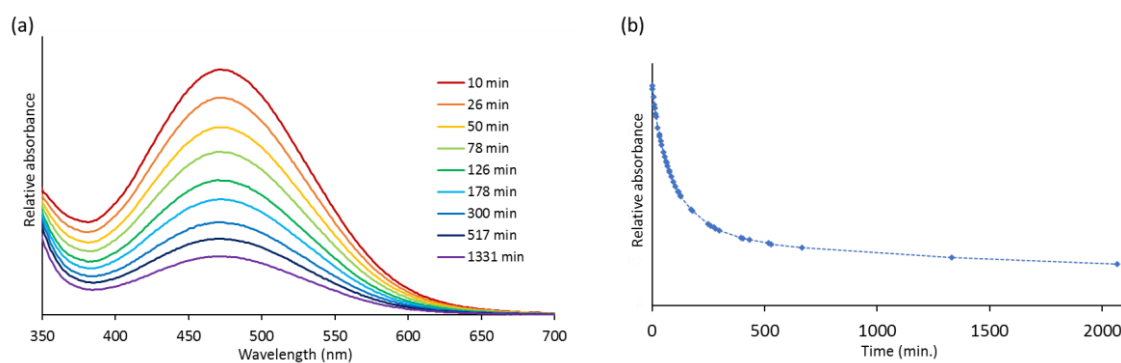 (a)
Relative absorbance
10 min
26 min
50 min
78 min
126 min
178 min
300 min
517 min
1331 min
350 400 450 500 550 600 650 700
Wavelength (nm)
(b)
Relative absorbance
0 500 1000 1500 2000
Time (min.)